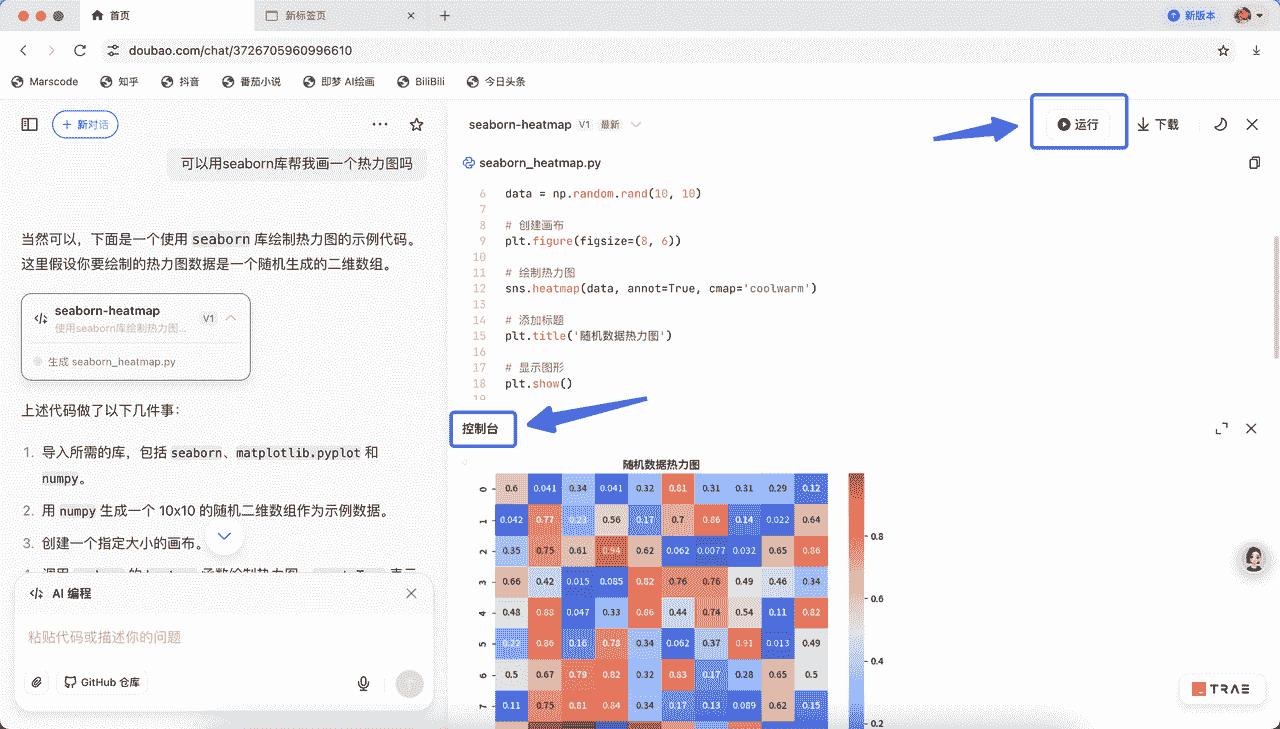 首页
新标签页
新版本
doubao.com/chat/3726705960996610
Marscode
知乎
抖音
番茄小说
即梦 AI绘画
BiliBili
今日头条
新对话
可以用seaborn库帮我画一个热力图吗
当然可以，下面是一个使用 seaborn 库绘制热力图的示例代码。
这里假设你要绘制的热力图数据是一个随机生成的二维数组。
seaborn-heatmap
V1
使用seaborn库绘制热力图...
生成 seaborn_heatmap.py
上述代码做了以下几件事：
1. 导入所需的库，包括 seaborn、matplotlib.pyplot 和
numpy。
2. 用 numpy 生成一个 10x10 的随机二维数组作为示例数据。
3. 创建一个指定大小的画布。
AI 编程
粘贴代码或描述你的问题
GitHub 仓库
seaborn-heatmap V1 最新
运行
下载
seaborn_heatmap.py
6 data = np.random.rand(10, 10)
7
8 # 创建画布
9 plt.figure(figsize=(8, 6))
10
11 # 绘制热力图
12 sns.heatmap(data, annot=True, cmap='coolwarm')
13
14 # 添加标题
15 plt.title('随机数据热力图')
16
17 # 显示图形
18 plt.show()
19
控制台
随机数据热力图
0 0.6 0.041 0.34 0.041 0.32 0.81 0.31 0.31 0.29 0.12
1 0.042 0.77 0.23 0.56 0.17 0.7 0.86 0.14 0.022 0.64
2 0.35 0.75 0.61 0.94 0.62 0.062 0.0077 0.032 0.65 0.86
3 0.66 0.42 0.015 0.085 0.82 0.76 0.76 0.49 0.46 0.34
4 0.48 0.88 0.047 0.33 0.86 0.44 0.74 0.54 0.11 0.82
5 0.22 0.86 0.16 0.78 0.34 0.062 0.37 0.91 0.013 0.49
6 0.5 0.67 0.79 0.82 0.32 0.83 0.17 0.28 0.65 0.5
7 0.11 0.75 0.81 0.84 0.34 0.17 0.13 0.089 0.62 0.15
0.8
0.6
0.4
0.2
TRAE